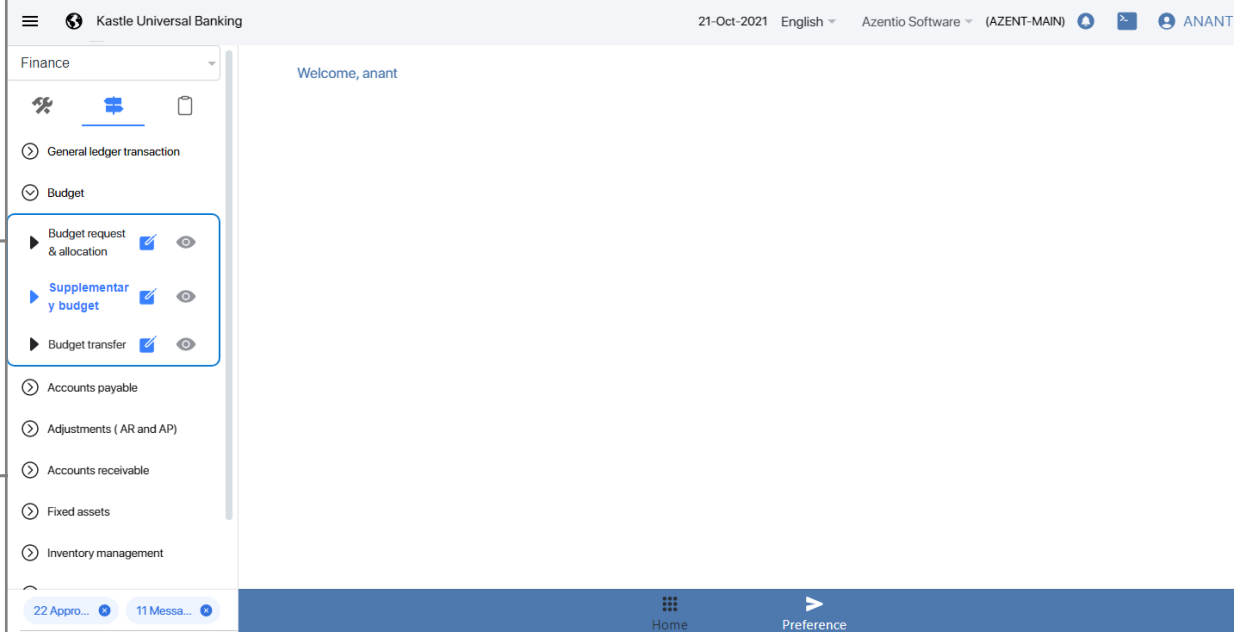 Kastle Universal Banking
21-Oct-2021 English Azentio Software (AZENT-MAIN) ANANT
Finance
Welcome, anant
General ledger transaction
Budget
Budget request
& allocation
Supplementar
y budget
Budget transfer
Accounts payable
Adjustments ( AR and AP)
Accounts receivable
Fixed assets
Inventory management
22 Appro... 11 Messa...
Home
Preference